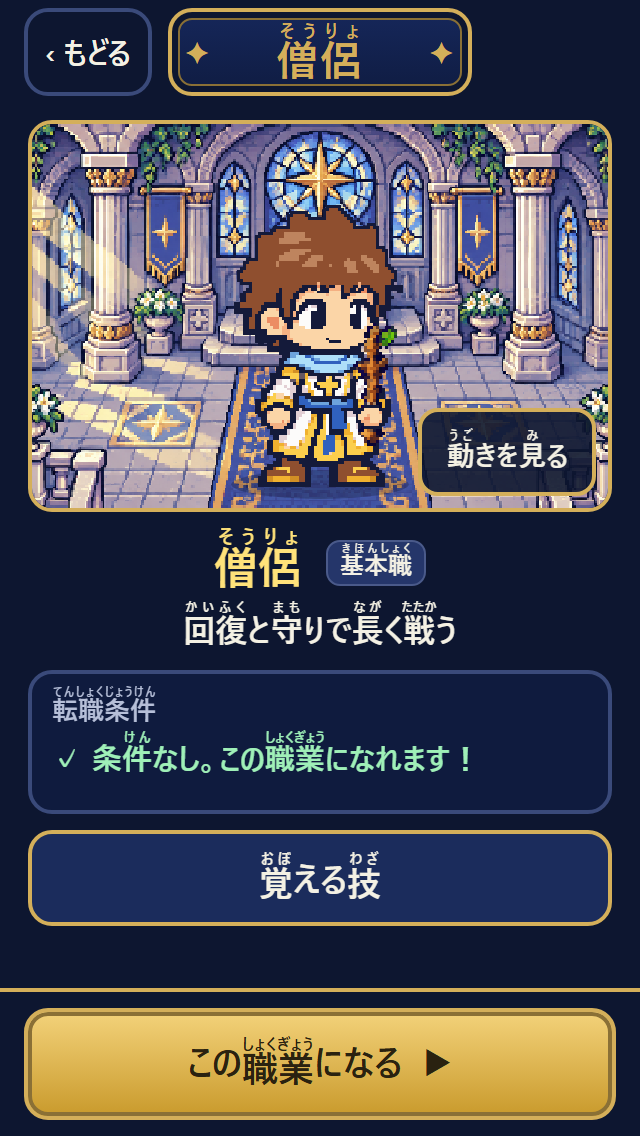 ‹ もどる
そうりょ
僧侶
うご み
動きを見る
そうりょ
僧侶
きほんしょく
基本職
かいふく まも なが たたか
回復と守りで長く戦う
てんしょくじょうけん
転職条件
けん しょくぎょう
✓ 条件なし。この職業になれます！
おぼ わざ
覚える技
しょくぎょう
この職業になる ▶